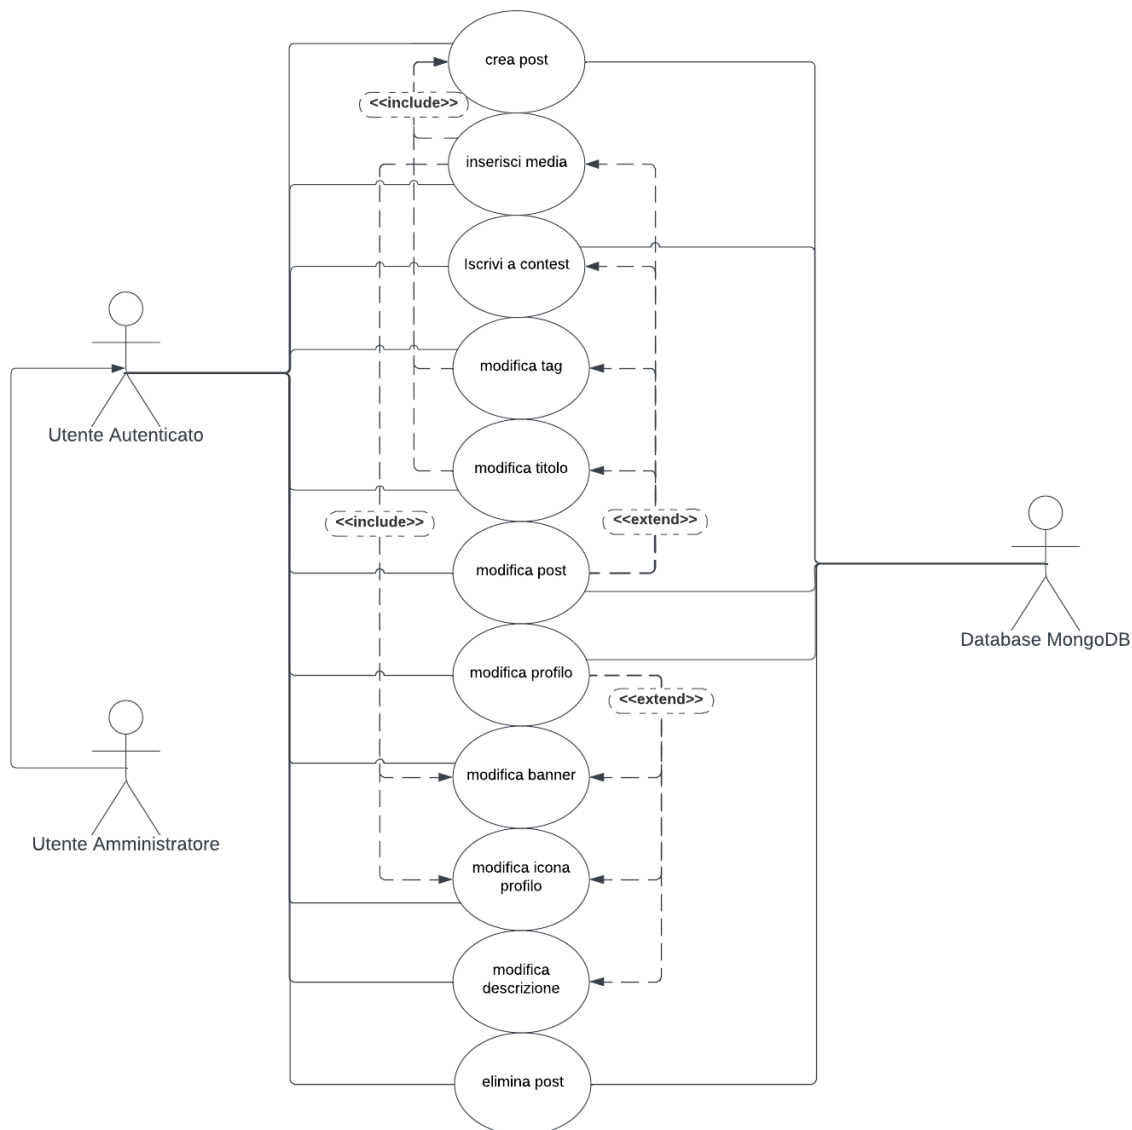 crea post
<<include>>
inserisci media
Iscrivi a contest
modifica tag
Utente Autenticato
modifica titolo
<<include>>
<<extend>>
modifica post
Database MongoDB
modifica profilo
<<extend>>
modifica banner
Utente Amministratore
modifica icona
profilo
modifica
descrizione
elimina post